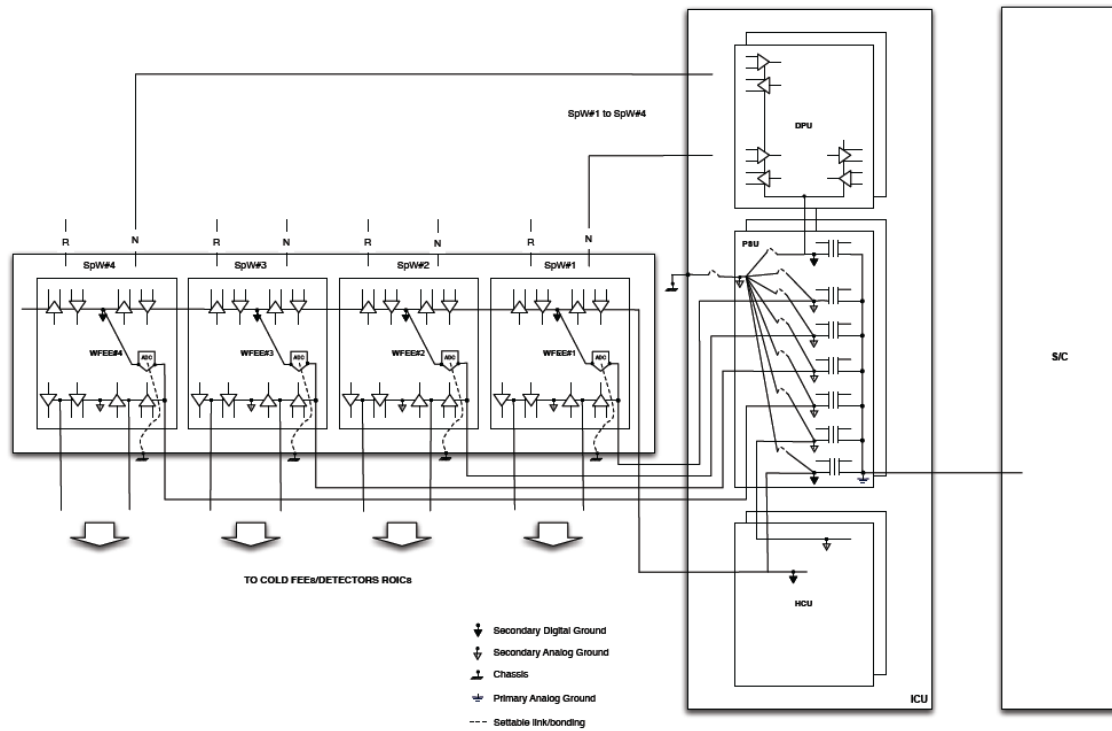 SpW#1 to SpW#4
DPU
R N R N R N R N
SpW#4 SpW#3 SpW#2 SpW#1
PSU
WFEE#4 ADC WFEE#3 ADC WFEE#2 ADC WFEE#1 ADC
S/C
TO COLD FEEs/DETECTORS ROICs
HCU
Secondary Digital Ground
Secondary Analog Ground
Chassis
Primary Analog Ground
Settable link/bonding
ICU